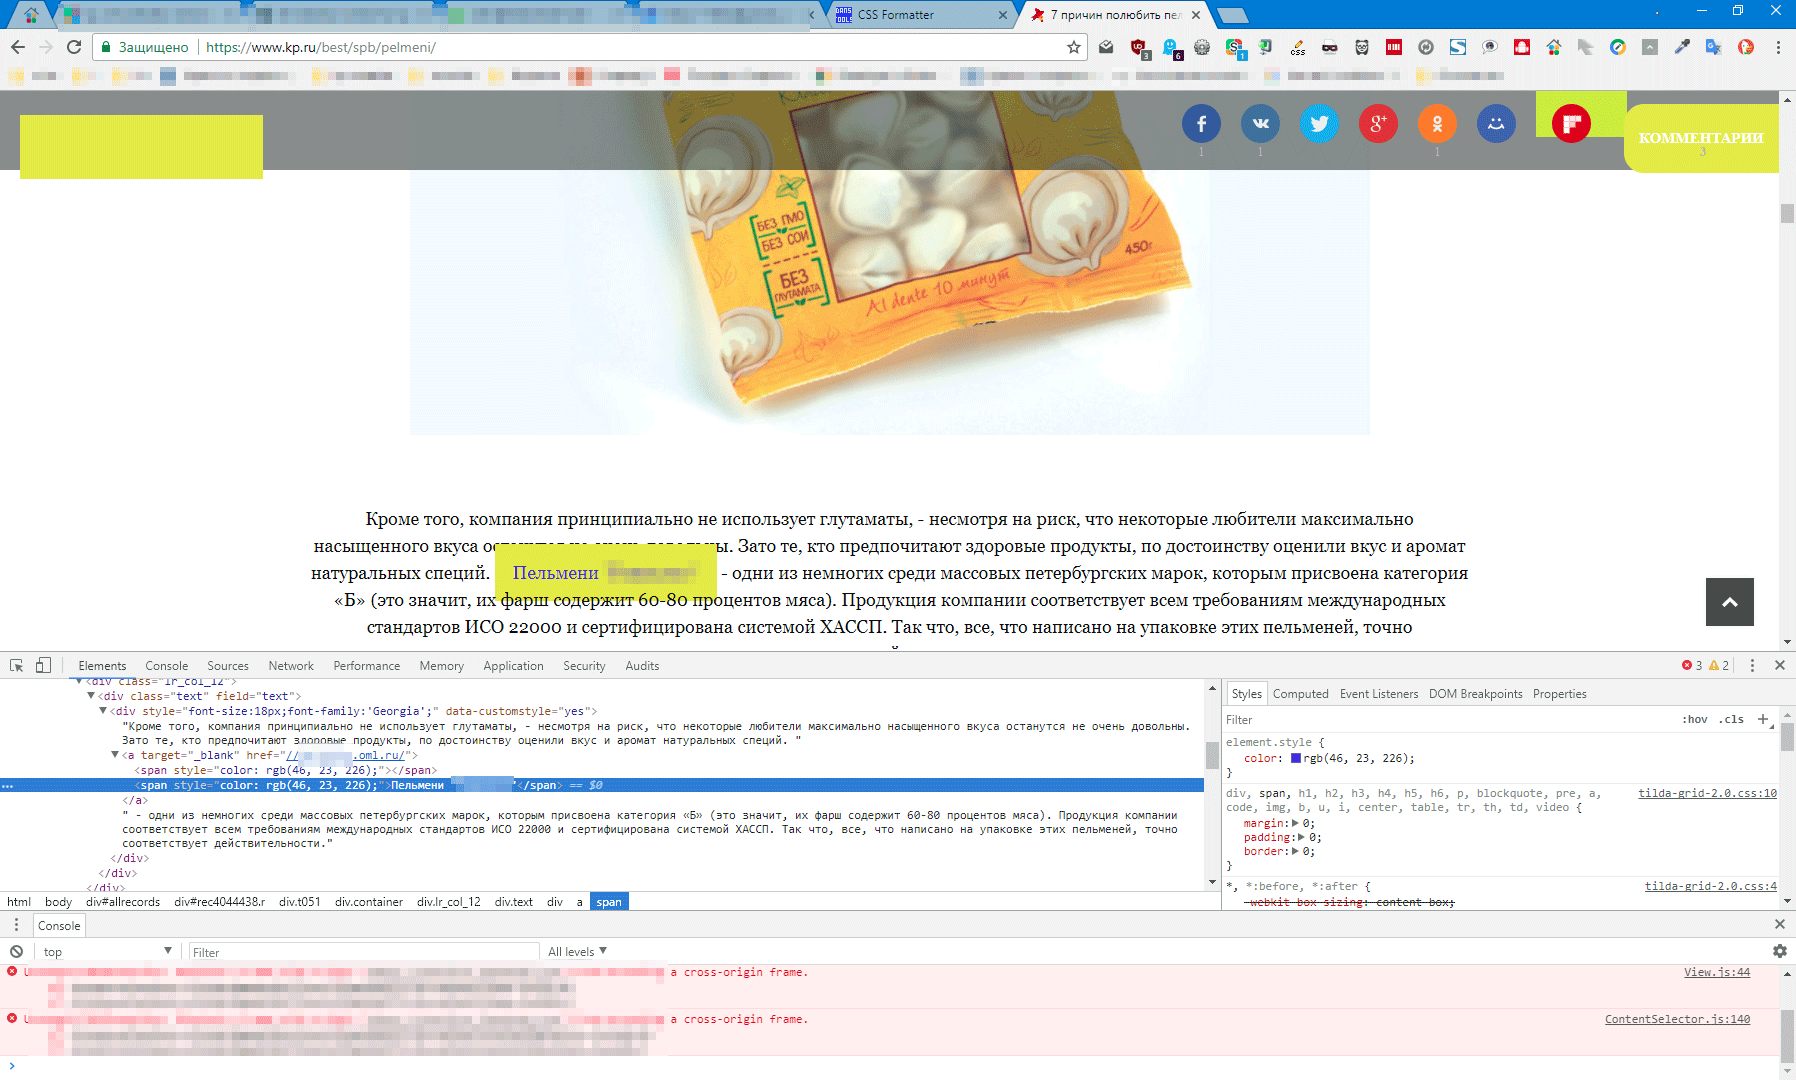 CSS Formatter
7 причин полюбить пел
Защищено
https://www.kp.ru/best/spb/pelmeni/
3
6
css
1
КОММЕНТАРИИ
3
1
1
1
БЕЗ ГМО
БЕЗ СОИ
БЕЗ
ГЛУТАМАТА
Al dente 10 минут
450г
Кроме того, компания принципиально не использует глутаматы, - несмотря на риск, что некоторые любители максимально
насыщенного вкуса останутся не очень довольны. Зато те, кто предпочитают здоровые продукты, по достоинству оценили вкус и аромат
натуральных специй. Пельмени - одни из немногих среди массовых петербургских марок, которым присвоена категория
«Б» (это значит, их фарш содержит 60-80 процентов мяса). Продукция компании соответствует всем требованиям международных
стандартов ИСО 22000 и сертифицирована системой ХАССП. Так что, все, что написано на упаковке этих пельменей, точно
Elements Console Sources Network Performance Memory Application Security Audits
3 2
<div class="lr_col_12">
<div class="text" field="text">
<div style="font-size:18px;font-family:'Georgia';" data-customstyle="yes">
"Кроме того, компания принципиально не использует глутаматы, - несмотря на риск, что некоторые любители максимально насыщенного вкуса останутся не очень довольны.
Зато те, кто предпочитают здоровые продукты, по достоинству оценили вкус и аромат натуральных специй. "
<a target="_blank" href="// .oml.ru/">
<span style="color: rgb(46, 23, 226);"></span>
<span style="color: rgb(46, 23, 226);">Пельмени "</span> == $0
</a>
" - одни из немногих среди массовых петербургских марок, которым присвоена категория «Б» (это значит, их фарш содержит 60-80 процентов мяса). Продукция компании
соответствует всем требованиям международных стандартов ИСО 22000 и сертифицирована системой ХАССП. Так что, все, что написано на упаковке этих пельменей, точно
соответствует действительности."
</div>
</div>
</div>
html body div#allrecords div#rec4044438.r div.t051 div.container div.lr_col_12 div.text div a span
Styles Computed Event Listeners DOM Breakpoints Properties
Filter :hov .cls +
element.style {
color: rgb(46, 23, 226);
}
div, span, h1, h2, h3, h4, h5, h6, p, blockquote, pre, a, tilda-grid-2.0.css:10
code, img, b, u, i, center, table, tr, th, td, video {
margin: 0;
padding: 0;
border: 0;
}
*, *:before, *:after { tilda-grid-2.0.css:4
-webkit-box-sizing: content-box;
Console
top Filter All levels
a cross-origin frame. View.js:44
a cross-origin frame. ContentSelector.js:140